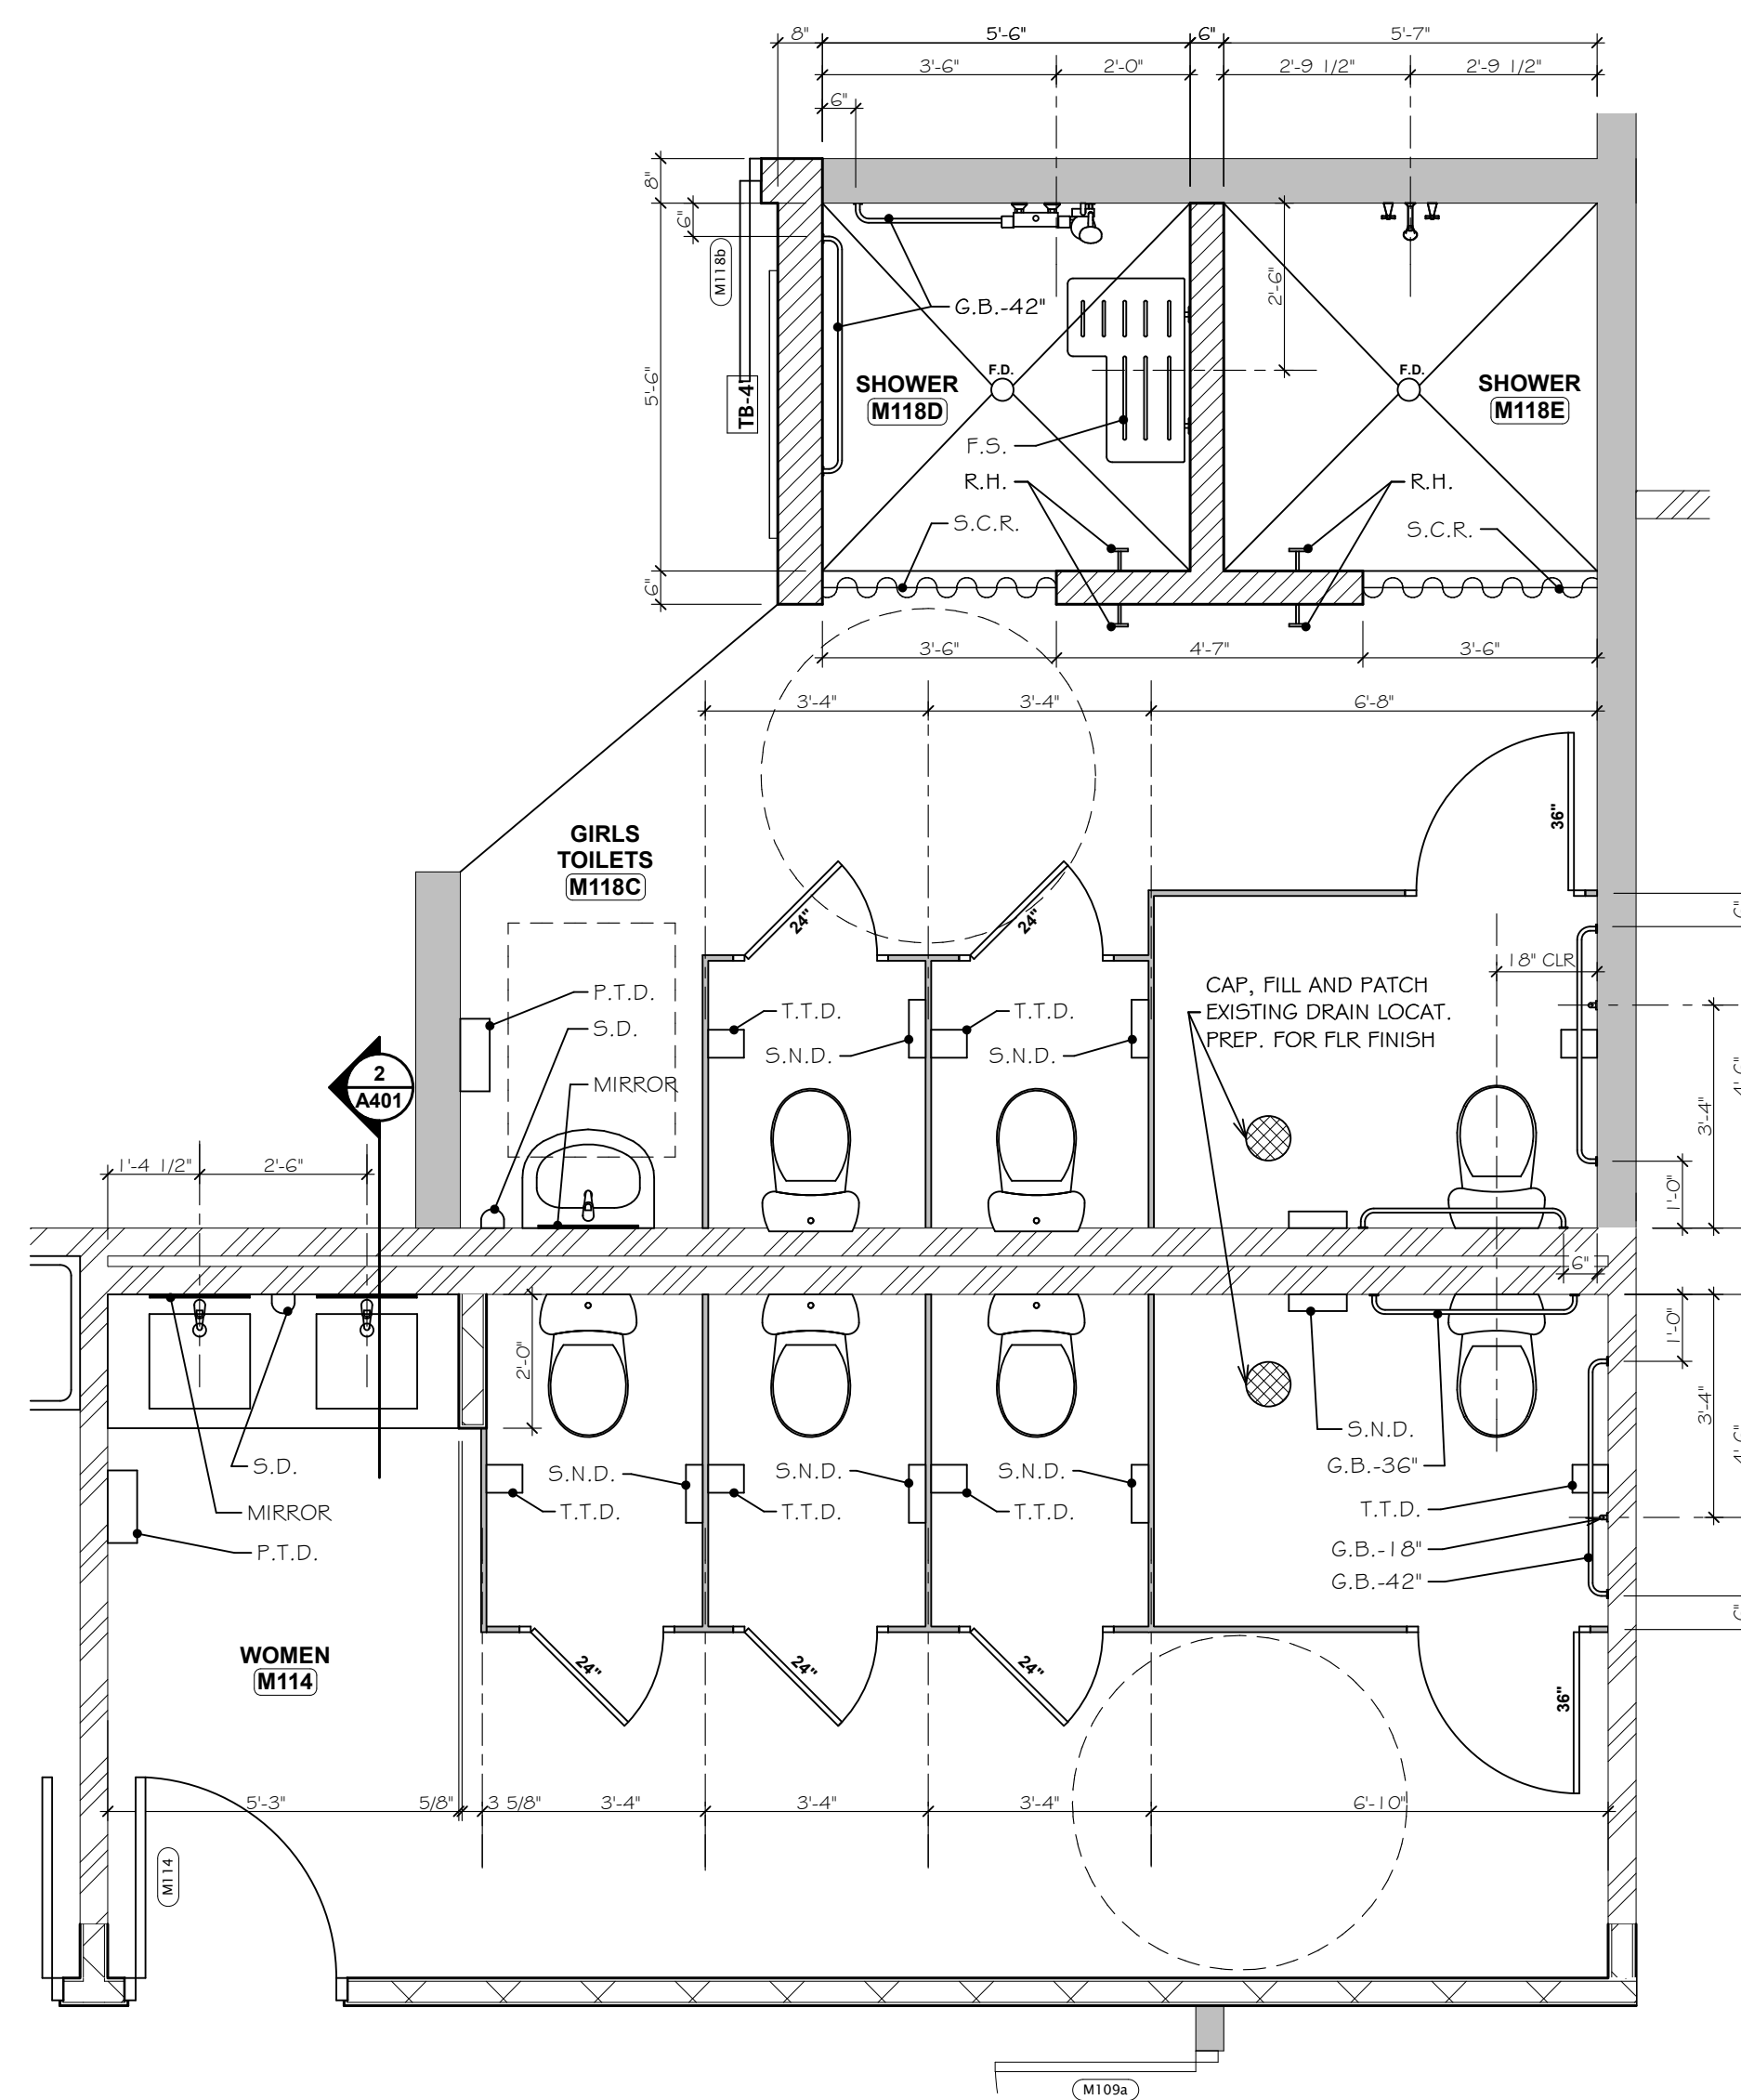 8" 5'-6" 6" 5'-7"
3'-6" 2'-0" 2'-9 1/2" 2'-9 1/2"
6"
8"
6"
M118b
5'-6"
TB-4
6"
G.B.-42"
2'-6"
F.D.
F.D.
SHOWER
M118D
SHOWER
M118E
F.S.
R.H.
R.H.
S.C.R.
S.C.R.
3'-6" 4'-7" 3'-6"
3'-4" 3'-4" 6'-8"
36"
GIRLS
TOILETS
M118C
24"
24"
18" CLR
CAP, FILL AND PATCH
EXISTING DRAIN LOCAT.
PREP. FOR FLR FINISH
P.T.D.
S.D.
MIRROR
T.T.D.
S.N.D.
T.T.D.
S.N.D.
2
A401
3'-4"
1'-0"
1'-4 1/2" 2'-6"
6"
1'-0"
3'-4"
2'-0"
S.D.
MIRROR
P.T.D.
S.N.D.
T.T.D.
S.N.D.
T.T.D.
S.N.D.
T.T.D.
S.N.D.
G.B.-36"
T.T.D.
G.B.-18"
G.B.-42"
WOMEN
M114
24"
24"
24"
36"
5'-3" 5/8" 3 5/8" 3'-4" 3'-4" 3'-4" 6'-10"
M114
M109a